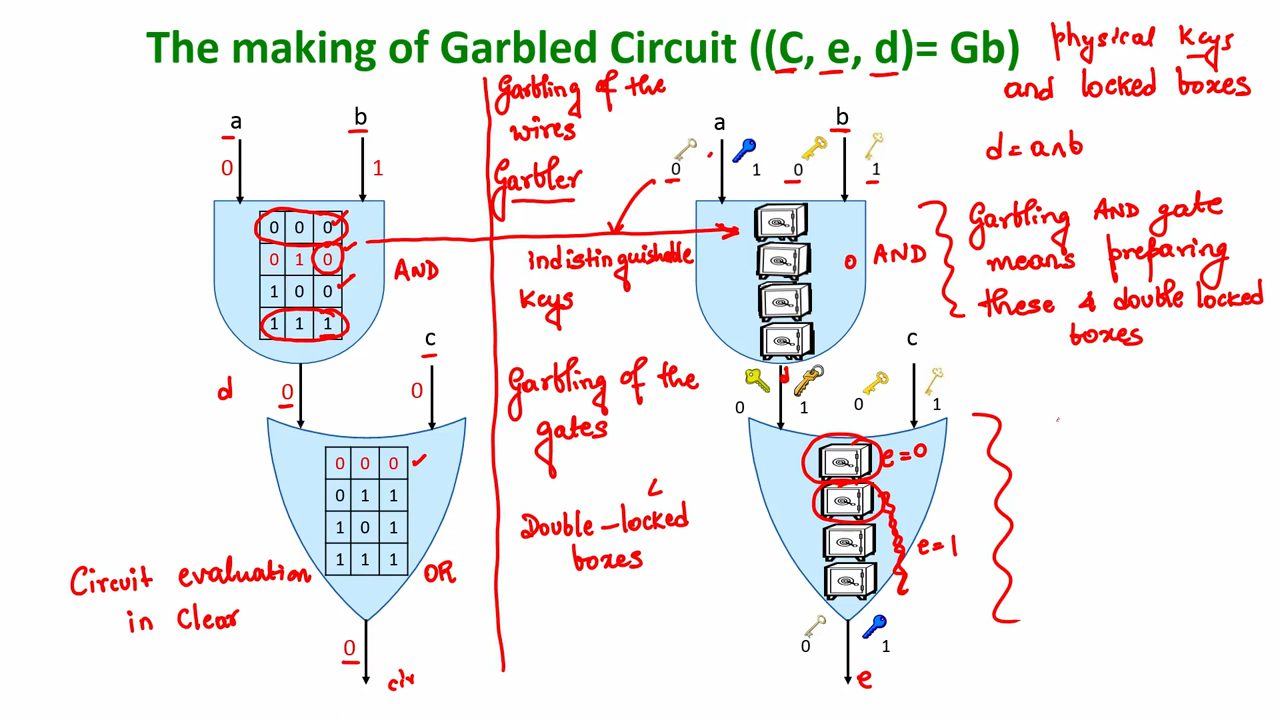 The making of Garbled Circuit ((C, e, d)= Gb)
physical keys
and locked boxes
Garbling of the
wires
Garbler
indistinguishable
keys
Garbling of the
gates
Double-locked
boxes
a
b
0
1
0 0 0
0 1 0
1 0 0
1 1 1
AND
c
d
0
0
0 0 0
0 1 1
1 0 1
1 1 1
OR
Circuit evaluation
in clear
0
cir
a
b
0
1
0
1
d=a∧b
0
AND
Garbling AND gate
means preparing
these 4 double locked
boxes
d
c
0
1
0
1
e=0
e=1
0
1
e